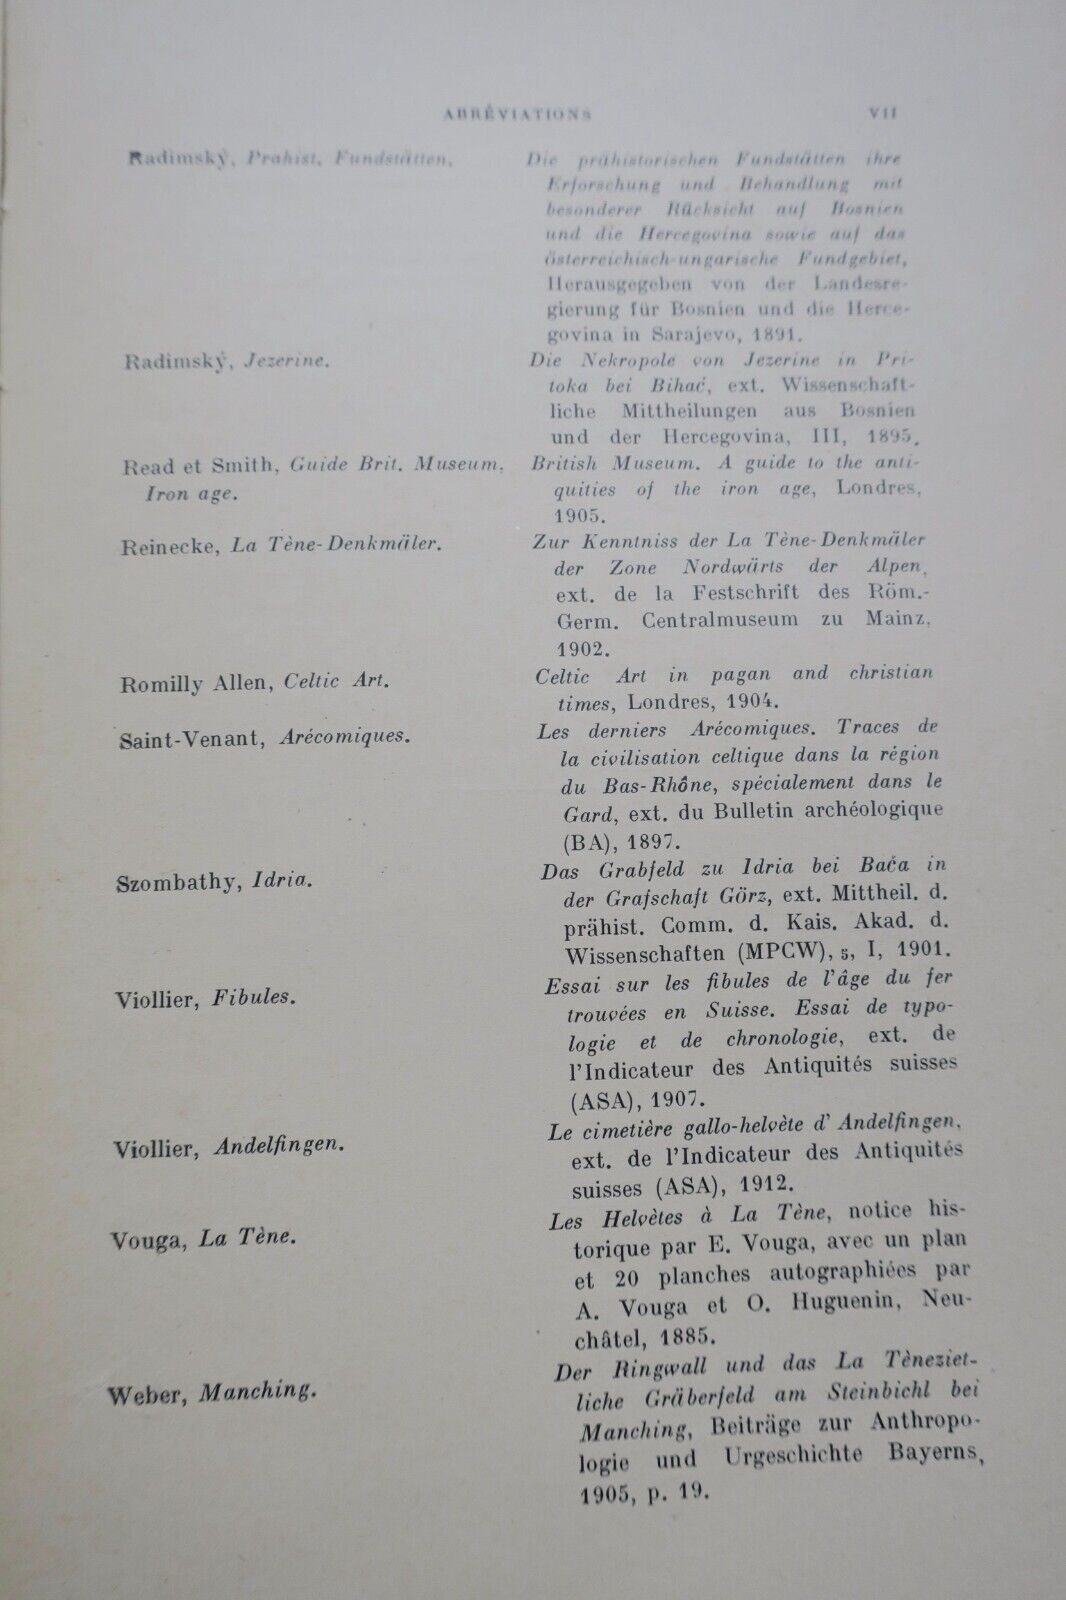 ABRÉVIATIONS VII
Radimský, Prähist. Fundstätten. Die prähistorischen Fundstätten ihre
Erforschung und Behandlung mit
besonderer Rücksicht auf Bosnien
und die Hercegovina sowie auf das
österreichisch-ungarische Fundgebiet,
Herausgegeben von der Landesre-
gierung für Bosnien und die Herce-
govina in Sarajevo, 1891.
Radimský, Jezerine. Die Nekropole von Jezerine in Pri-
toka bei Bihać, ext. Wissenschaft-
liche Mittheilungen aus Bosnien
und der Hercegovina, III, 1895.
Read et Smith, Guide Brit. Museum, British Museum. A guide to the anti-
Iron age. quities of the iron age, Londres,
1905.
Reinecke, La Tène-Denkmäler. Zur Kenntniss der La Tène-Denkmäler
der Zone Nordwärts der Alpen,
ext. de la Festschrift des Röm.-
Germ. Centralmuseum zu Mainz,
1902.
Romilly Allen, Celtic Art. Celtic Art in pagan and christian
times, Londres, 1904.
Saint-Venant, Arécomiques. Les derniers Arécomiques. Traces de
la civilisation celtique dans la région
du Bas-Rhône, spécialement dans le
Gard, ext. du Bulletin archéologique
(BA), 1897.
Szombathy, Idria. Das Grabfeld zu Idria bei Bača in
der Grafschaft Görz, ext. Mittheil. d.
prähist. Comm. d. Kais. Akad. d.
Wissenschaften (MPCW), 5, I, 1901.
Viollier, Fibules. Essai sur les fibules de l'âge du fer
trouvées en Suisse. Essai de typo-
logie et de chronologie, ext. de
l'Indicateur des Antiquités suisses
(ASA), 1907.
Viollier, Andelfingen. Le cimetière gallo-helvète d'Andelfingen,
ext. de l'Indicateur des Antiquités
suisses (ASA), 1912.
Vouga, La Tène. Les Helvètes à La Tène, notice his-
torique par E. Vouga, avec un plan
et 20 planches autographiées par
A. Vouga et O. Huguenin, Neu-
châtel, 1885.
Weber, Manching. Der Ringwall und das La Tènezeit-
liche Gräberfeld am Steinbichl bei
Manching, Beiträge zur Anthropo-
logie und Urgeschichte Bayerns,
1905, p. 19.